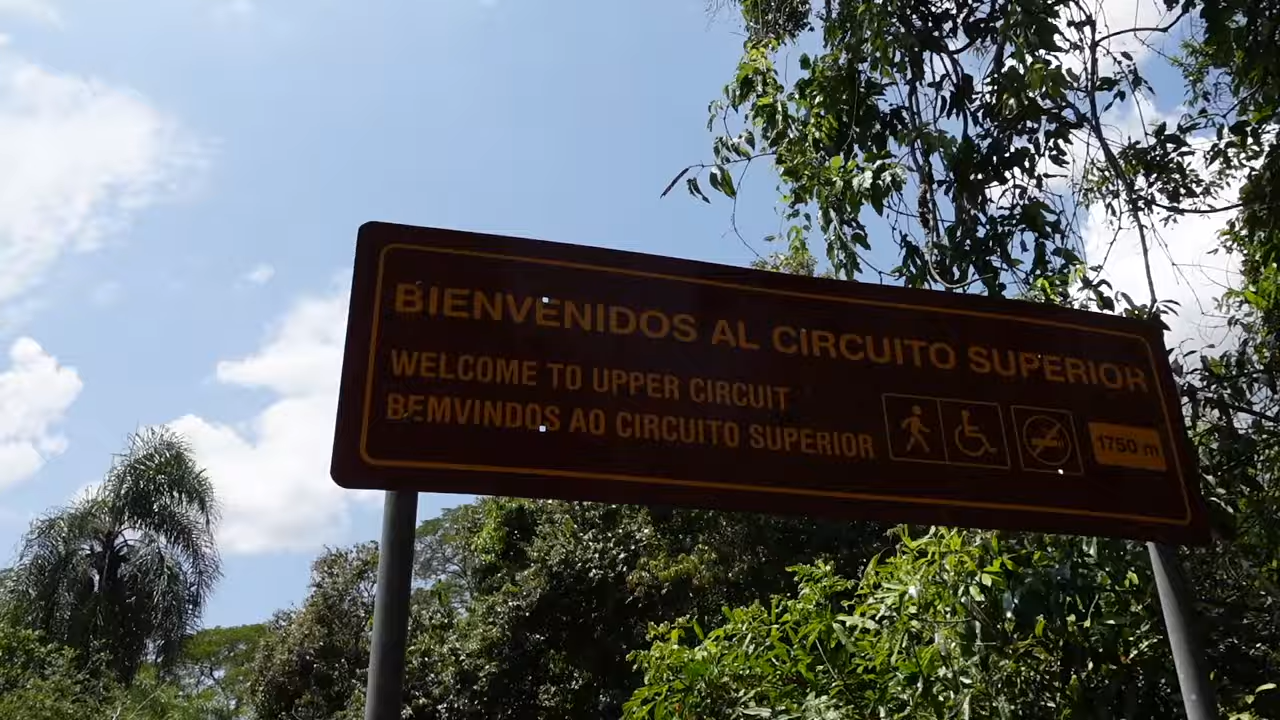 BIENVENIDOS AL CIRCUITO SUPERIOR
WELCOME TO UPPER CIRCUIT
BEMVINDOS AO CIRCUITO SUPERIOR
1750 m